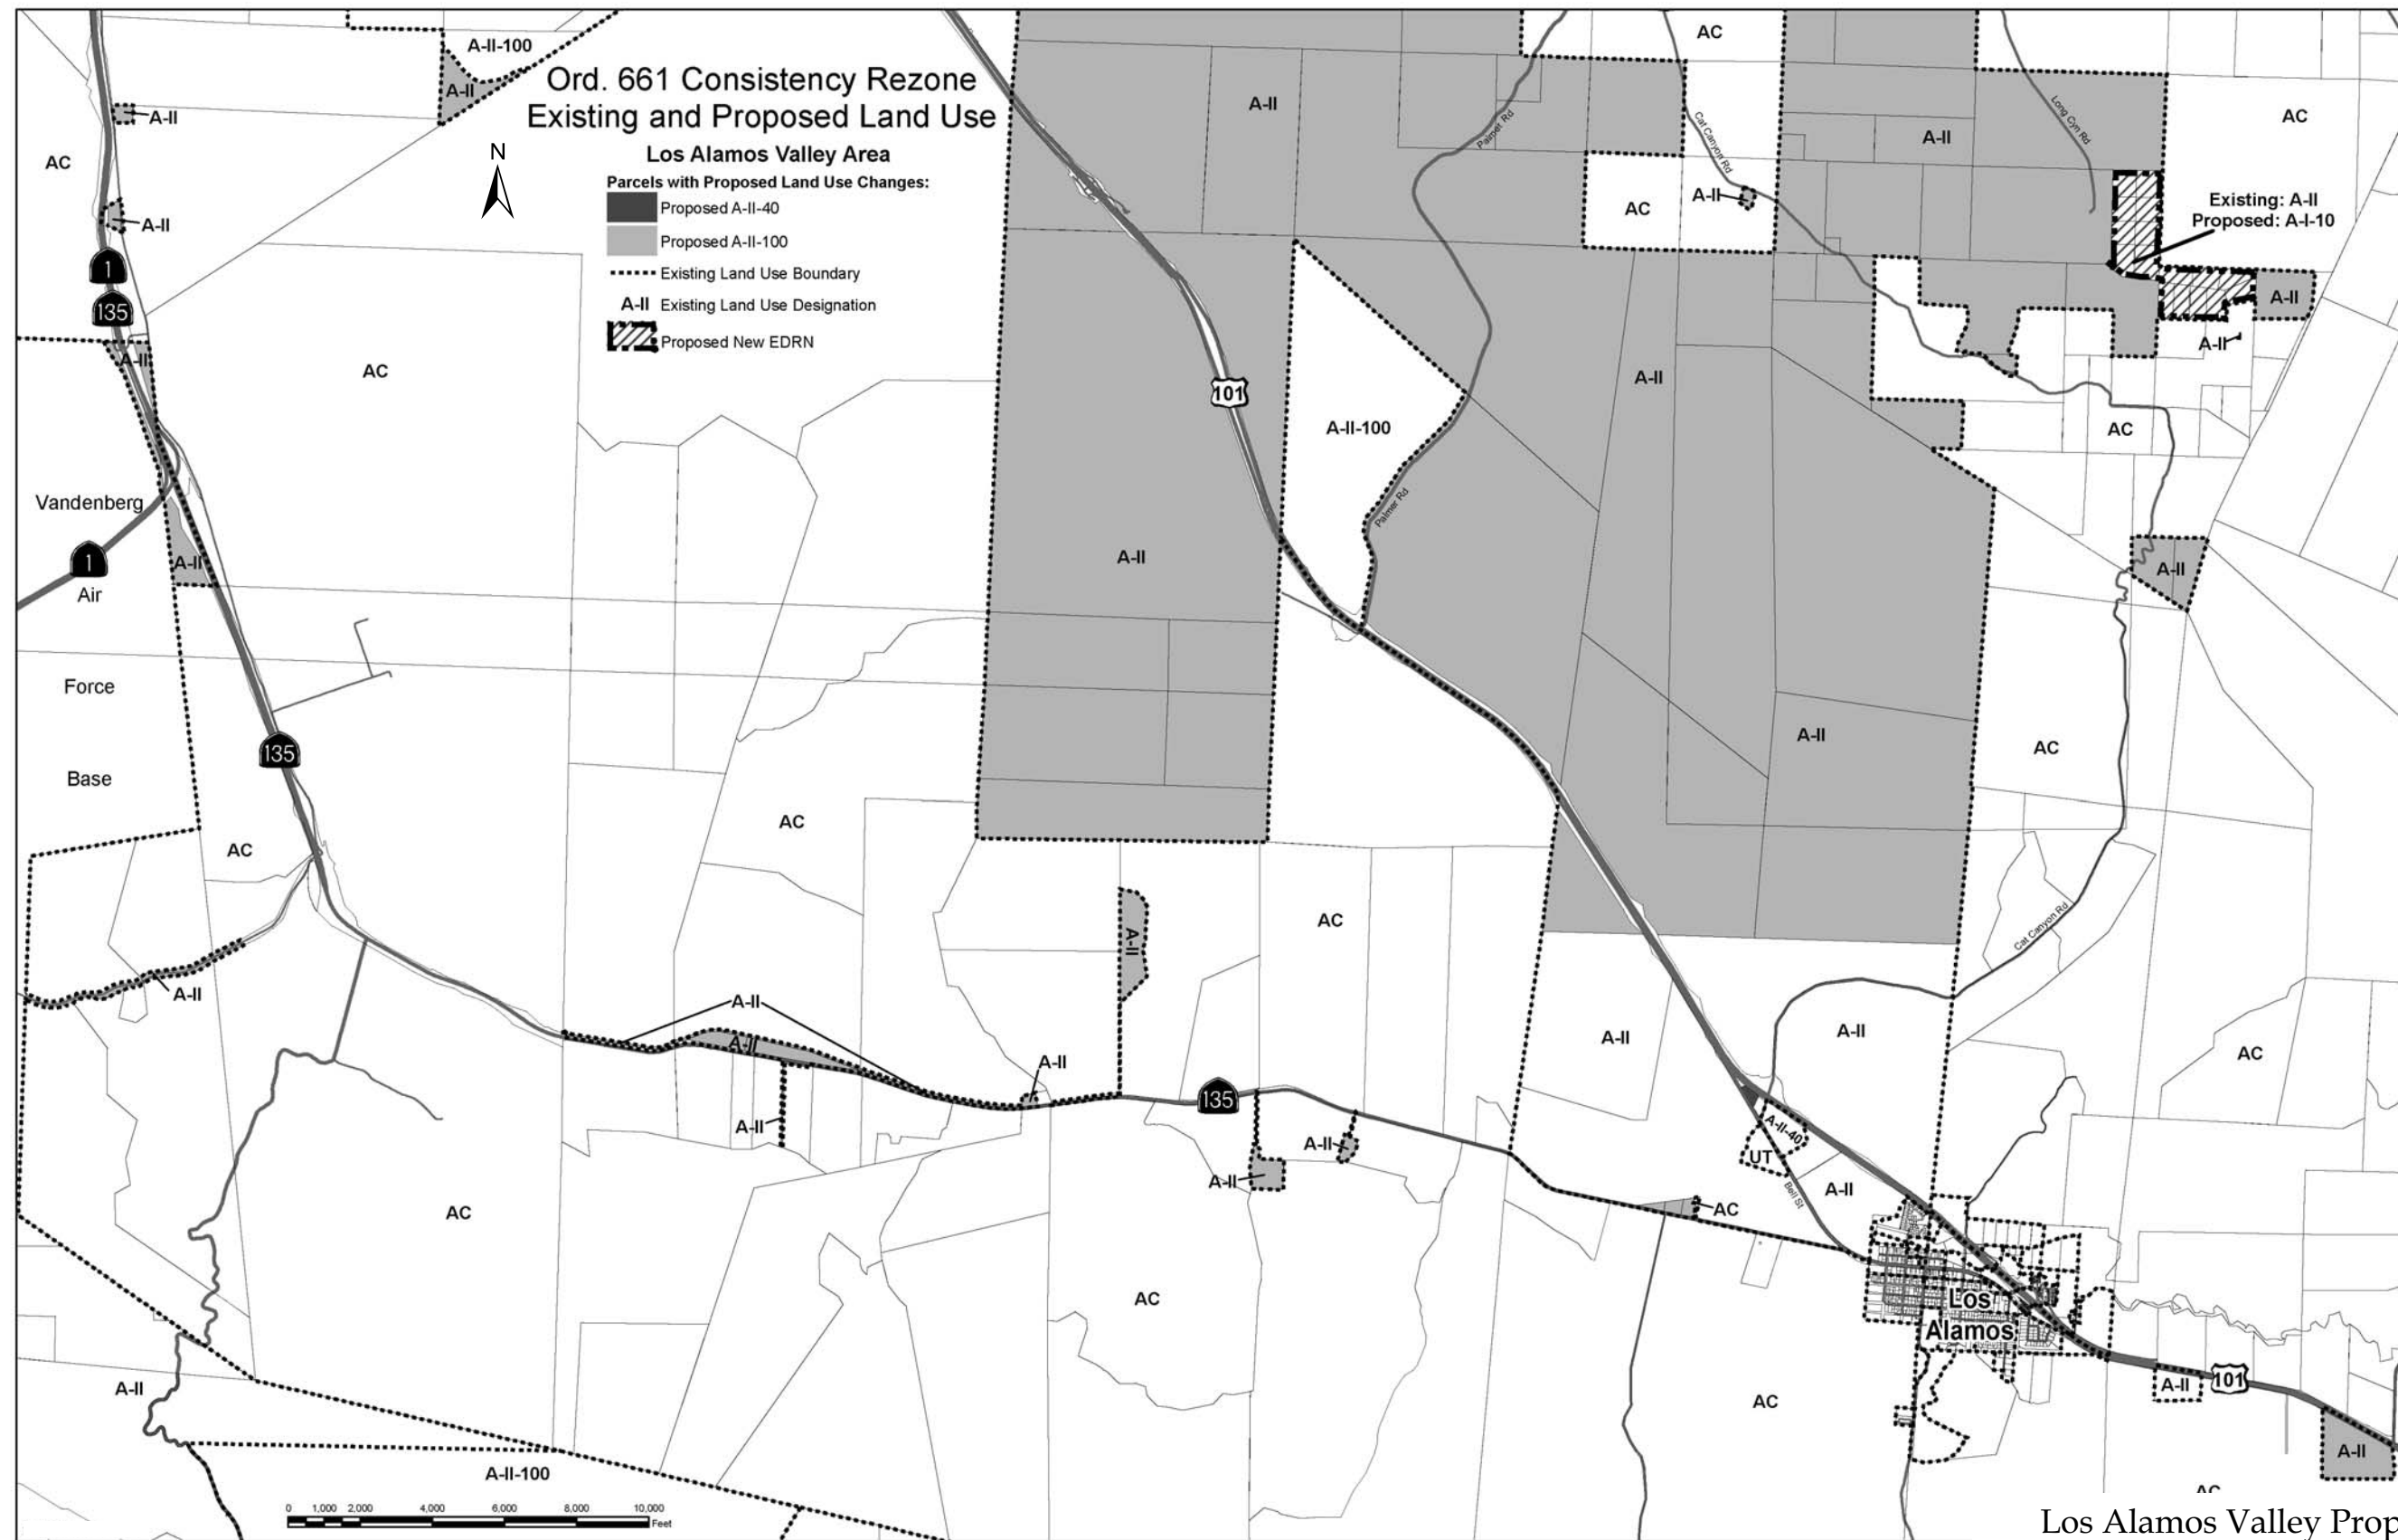 Ord. 661 Consistency Rezone
Existing and Proposed Land Use
Los Alamos Valley Area
Parcels with Proposed Land Use Changes:
Proposed A-II-40
Proposed A-II-100
Existing Land Use Boundary
A-II Existing Land Use Designation
Proposed New EDRN
N
A-II-100
A-II
A-II
AC
A-II
1
135
A-II
AC
Vandenberg
1
Air
A-II
Force
135
Base
AC
A-II
AC
A-II
Palmer Rd
AC
Cat Canyon Rd
A-II
AC
A-II
Long Cyn Rd
AC
Existing: A-II
Proposed: A-I-10
A-II
A-II
101
A-II-100
Palmer Rd
A-II
A-II
AC
A-II
A-II
AC
Cat Canyon Rd
AC
A-II
AC
A-II
A-II
A-II
A-II
135
A-II
A-II
A-II
A-II
AC
A-II-40
UT
Bell St
A-II
AC
AC
AC
Los
Alamos
A-II
101
A-II
A-II
AC
A-II-100
AC
0 1,000 2,000 4,000 6,000 8,000 10,000
Feet
Los Alamos Valley Prop